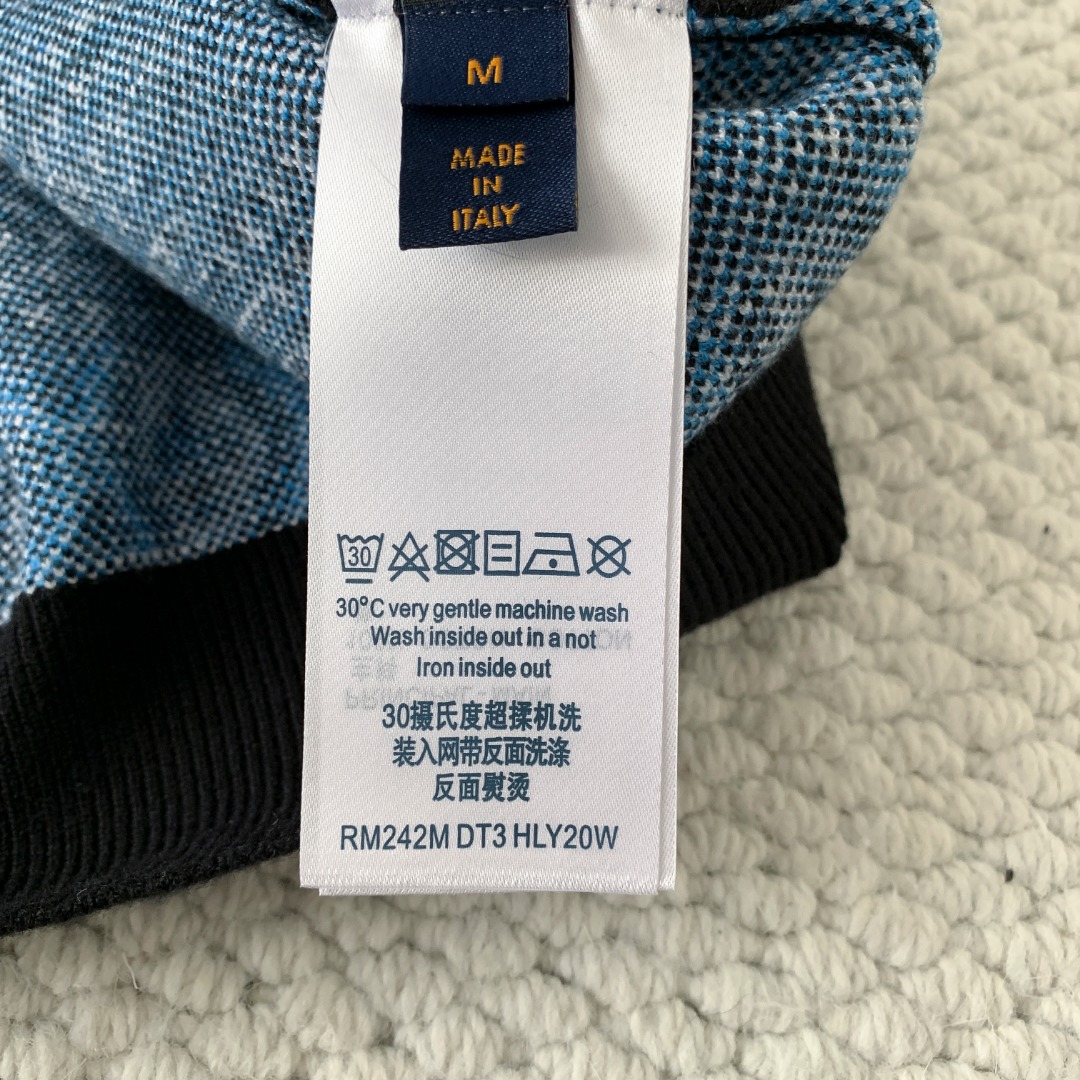 M
MADE
IN
ITALY
30
30°C very gentle machine wash
Wash inside out in a not
Iron inside out
30摄氏度超揉机洗
装入网带反面洗涤
反面熨烫
RM242M DT3 HLY20W
PRINCIPAL - MAIN